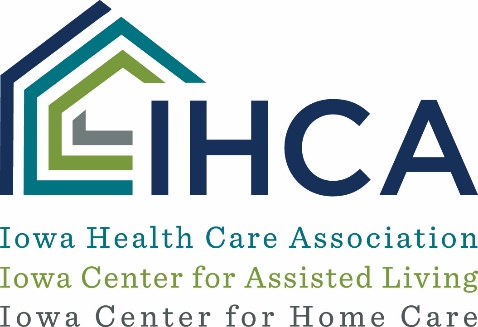 IHCA
Iowa Health Care Association
Iowa Center for Assisted Living
Iowa Center for Home Care